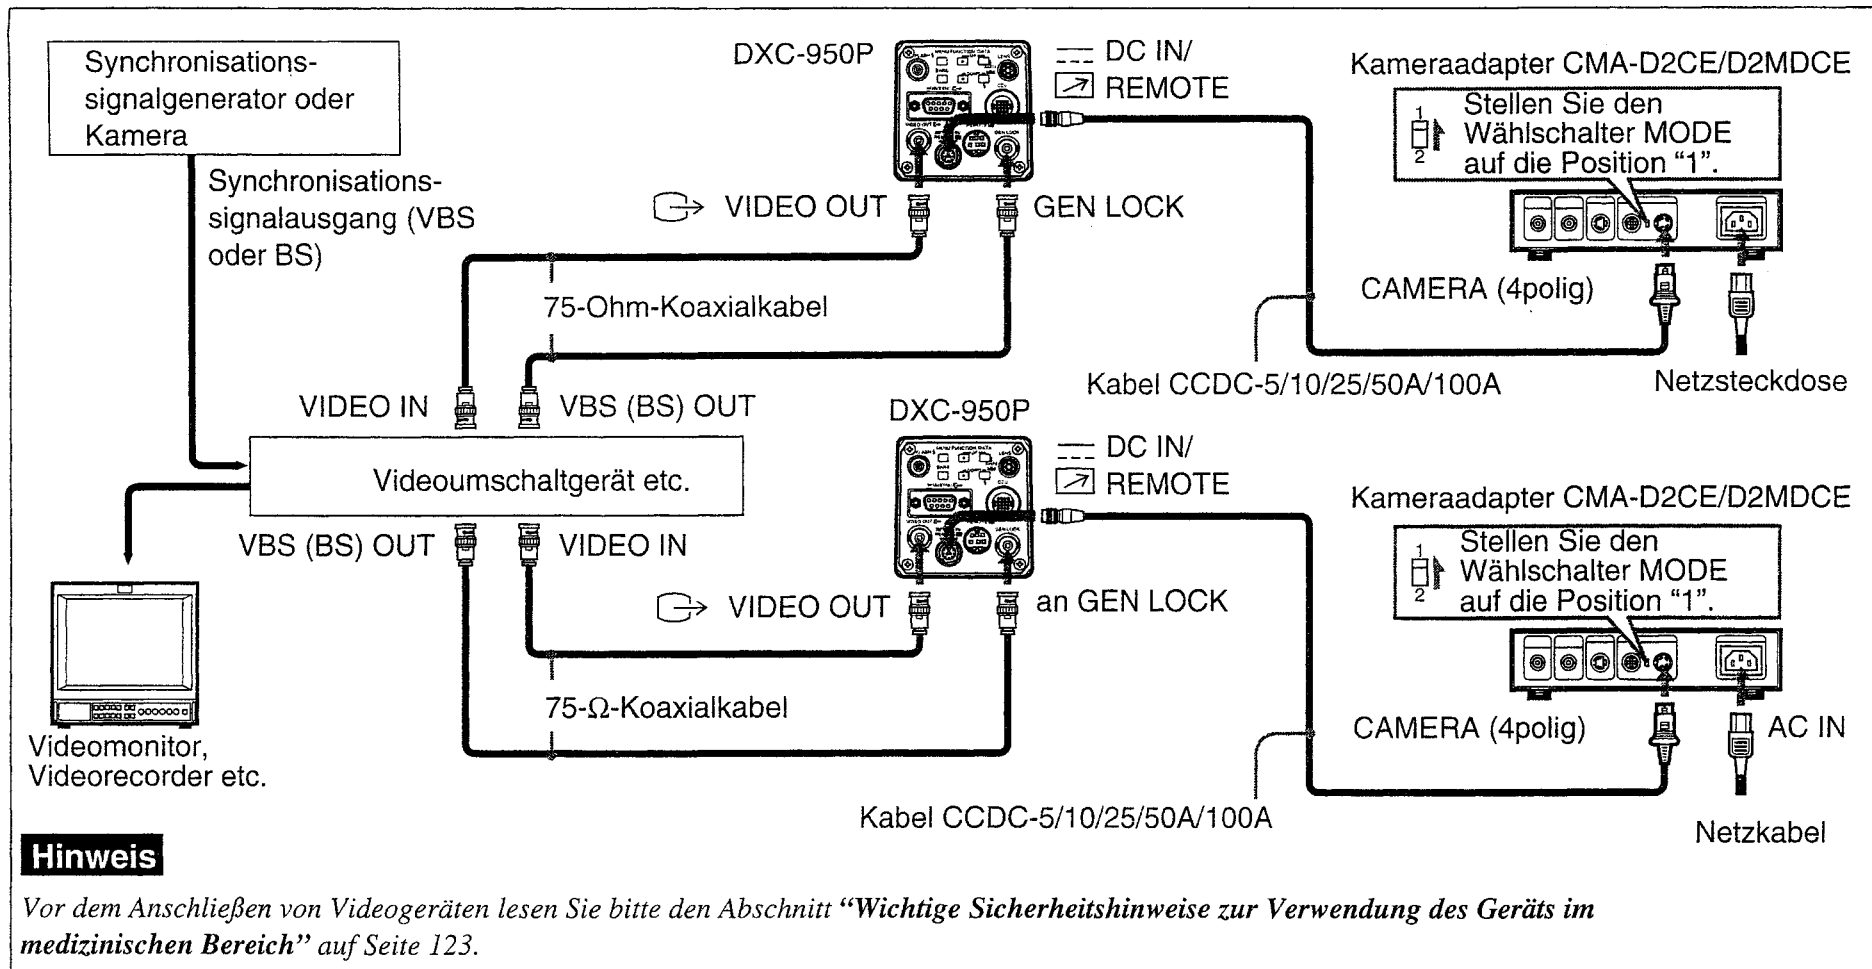 Synchronisations-
signalgenerator oder
Kamera
Synchronisations-
signalausgang (VBS
oder BS)
DXC-950P
DC IN/
REMOTE
Kameraadapter CMA-D2CE/D2MDCE
1
2
Stellen Sie den
Wählschalter MODE
auf die Position “1”.
VIDEO OUT
GEN LOCK
75-Ohm-Koaxialkabel
CAMERA (4polig)
Kabel CCDC-5/10/25/50A/100A
Netzsteckdose
VIDEO IN
VBS (BS) OUT
Videoumschaltgerät etc.
VBS (BS) OUT
VIDEO IN
DXC-950P
DC IN/
REMOTE
Kameraadapter CMA-D2CE/D2MDCE
1
2
Stellen Sie den
Wählschalter MODE
auf die Position “1”.
VIDEO OUT
an GEN LOCK
75-Ω-Koaxialkabel
CAMERA (4polig)
AC IN
Kabel CCDC-5/10/25/50A/100A
Netzkabel
Videomonitor,
Videorecorder etc.
Hinweis
Vor dem Anschließen von Videogeräten lesen Sie bitte den Abschnitt “Wichtige Sicherheitshinweise zur Verwendung des Geräts im
medizinischen Bereich” auf Seite 123.